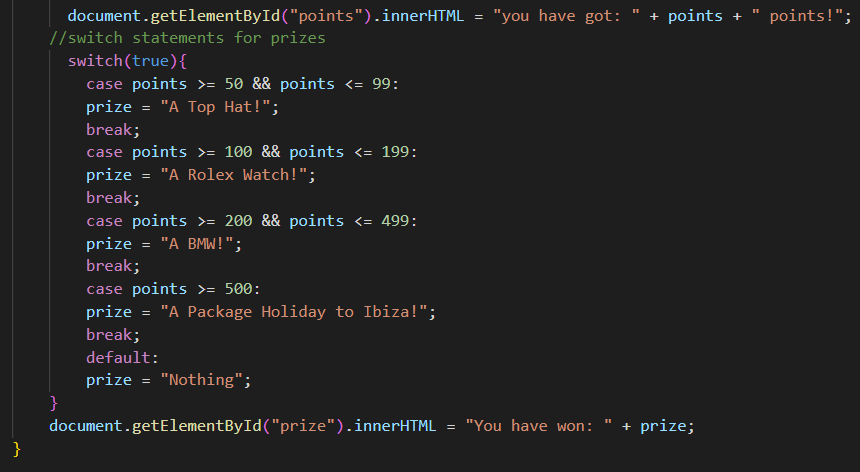 document.getElementById("points").innerHTML = "you have got: " + points + " points!";
//switch statements for prizes
switch(true){
case points >= 50 && points <= 99:
prize = "A Top Hat!";
break;
case points >= 100 && points <= 199:
prize = "A Rolex Watch!";
break;
case points >= 200 && points <= 499:
prize = "A BMW!";
break;
case points >= 500:
prize = "A Package Holiday to Ibiza!";
break;
default:
prize = "Nothing";
}
document.getElementById("prize").innerHTML = "You have won: " + prize;
}